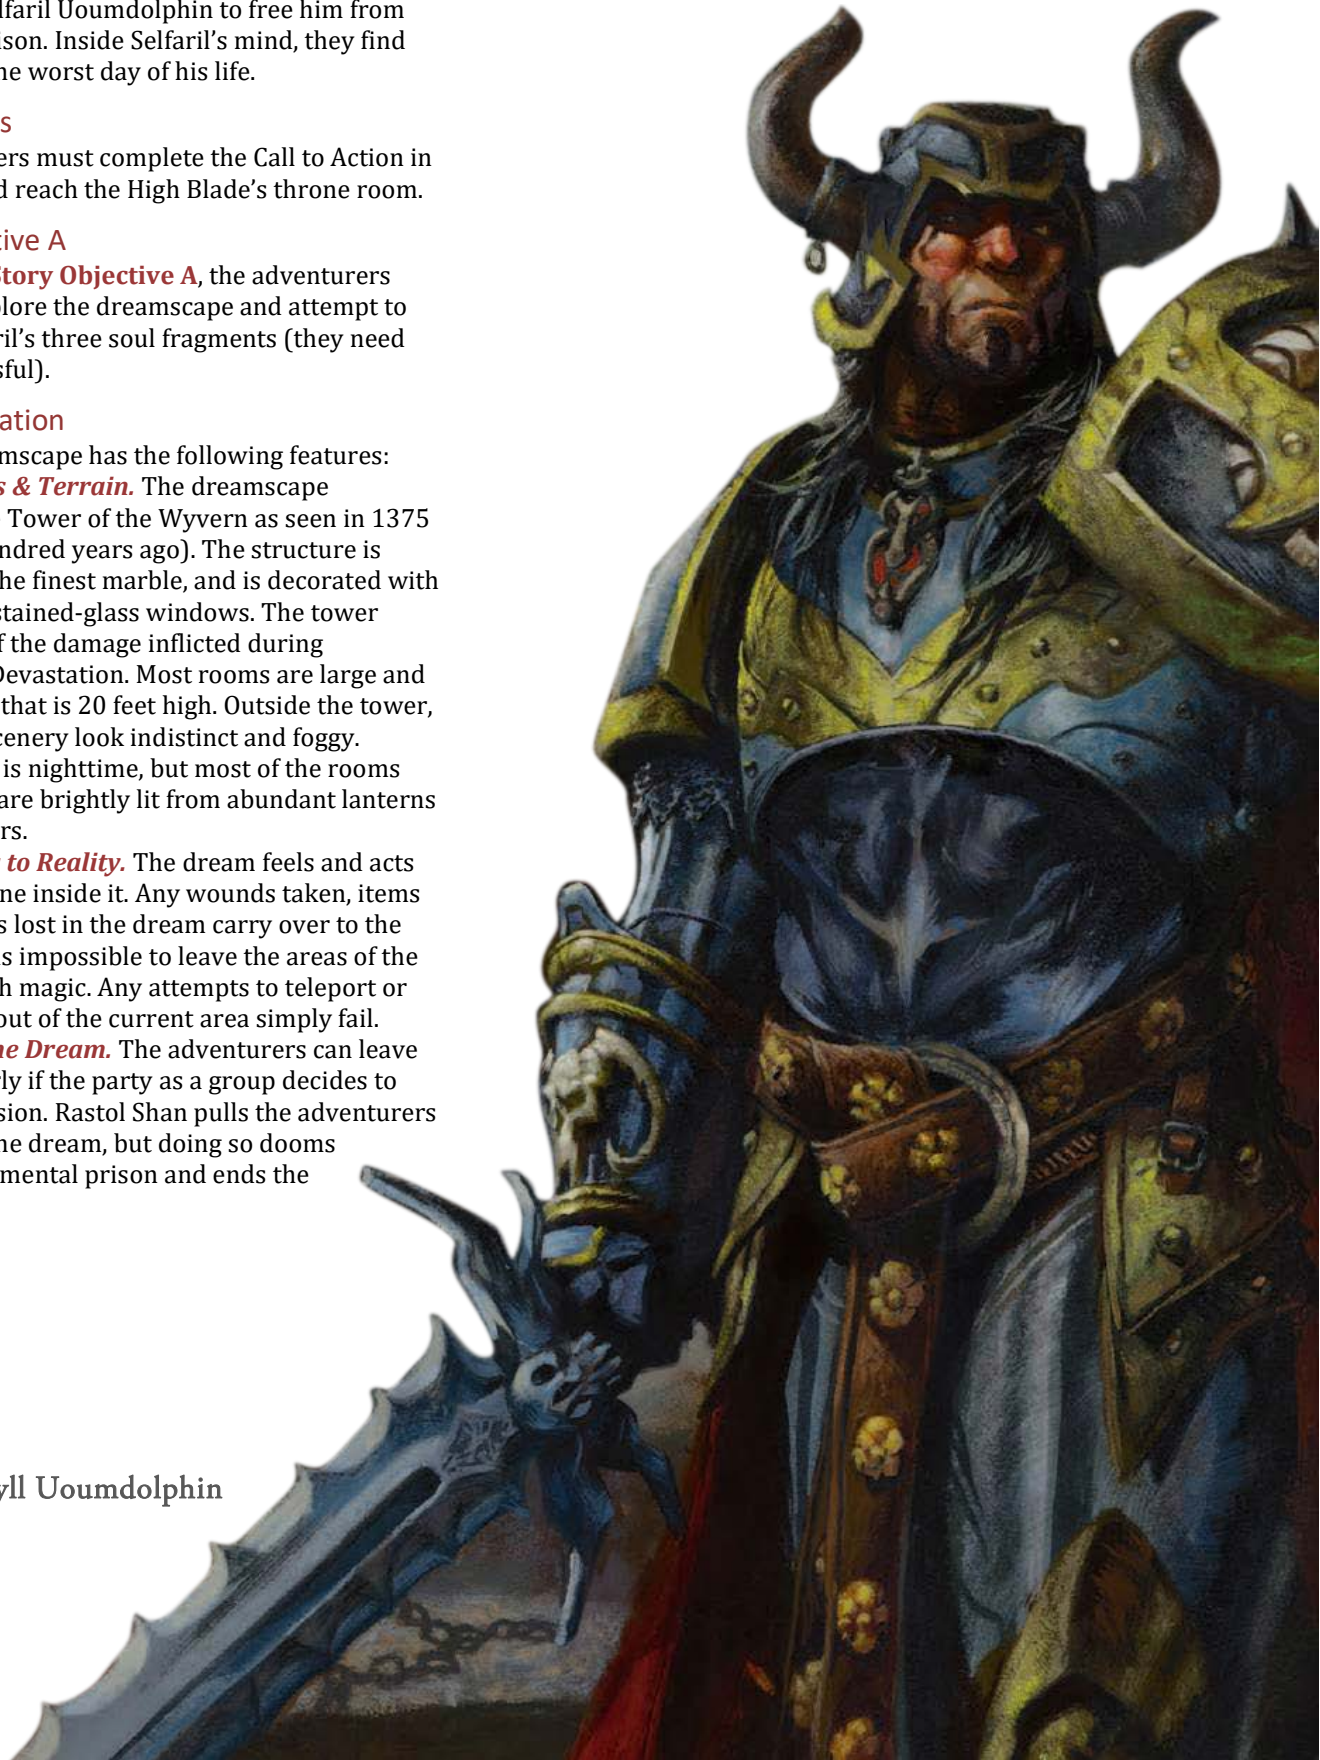 lfaril Uoumdolphin to free him from
ison. Inside Selfaril’s mind, they find
he worst day of his life.
s
ers must complete the Call to Action in
d reach the High Blade’s throne room.
tive A
Story Objective A, the adventurers
plore the dreamscape and attempt to
ril’s three soul fragments (they need
sful).
ation
mscape has the following features:
s & Terrain. The dreamscape
e Tower of the Wyvern as seen in 1375
ndred years ago). The structure is
the finest marble, and is decorated with
stained-glass windows. The tower
f the damage inflicted during
Devastation. Most rooms are large and
that is 20 feet high. Outside the tower,
cenery look indistinct and foggy.
is nighttime, but most of the rooms
are brightly lit from abundant lanterns
rs.
to Reality. The dream feels and acts
ne inside it. Any wounds taken, items
s lost in the dream carry over to the
is impossible to leave the areas of the
h magic. Any attempts to teleport or
out of the current area simply fail.
he Dream. The adventurers can leave
rly if the party as a group decides to
sion. Rastol Shan pulls the adventurers
he dream, but doing so dooms
mental prison and ends the
yll Uoumdolphin